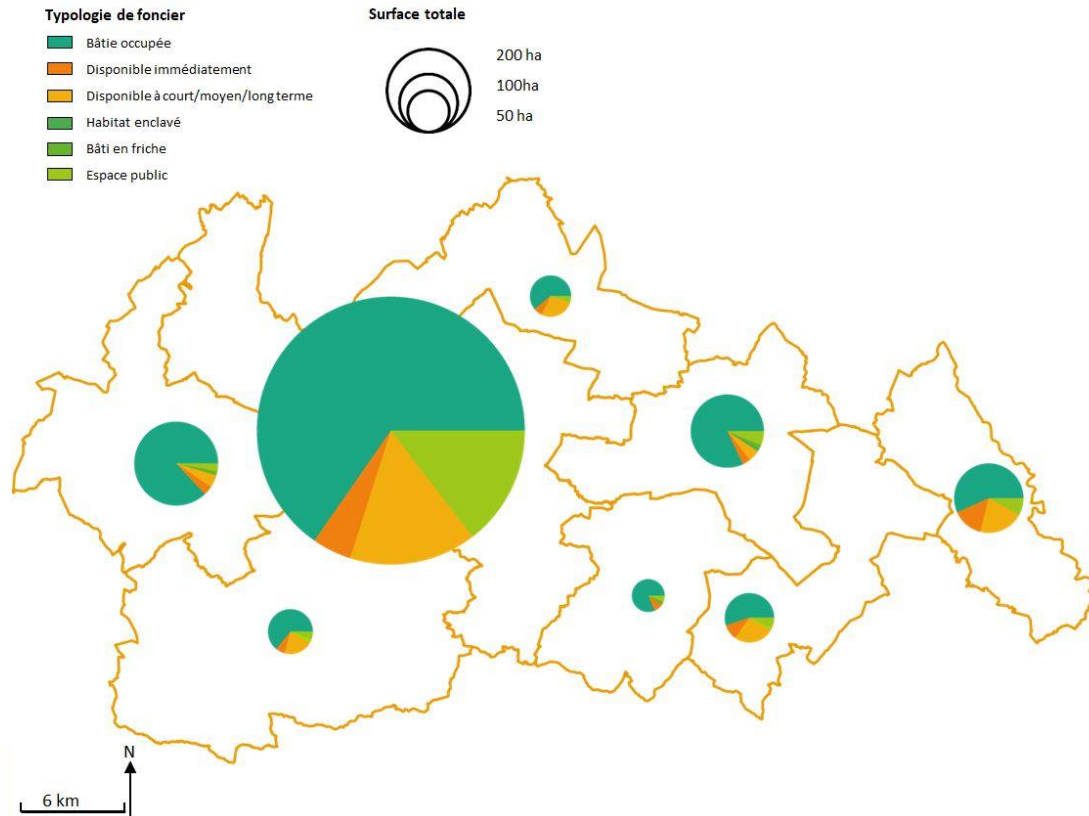 Typologie de foncier
Bâtie occupée
Disponible immédiatement
Disponible à court/moyen/long terme
Habitat enclavé
Bâti en friche
Espace public
Surface totale
200 ha
100ha
50 ha
N
6 km